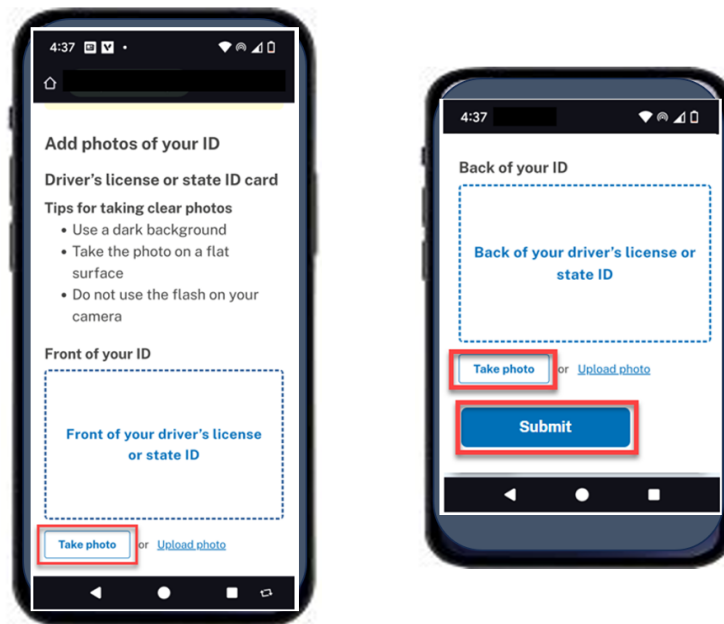 4:37
Add photos of your ID
Driver's license or state ID card
Tips for taking clear photos
• Use a dark background
• Take the photo on a flat
surface
• Do not use the flash on your
camera
Front of your ID
Front of your driver's license
or state ID
Take photo or Upload photo
4:37
Back of your ID
Back of your driver's license or
state ID
Take photo or Upload photo
Submit